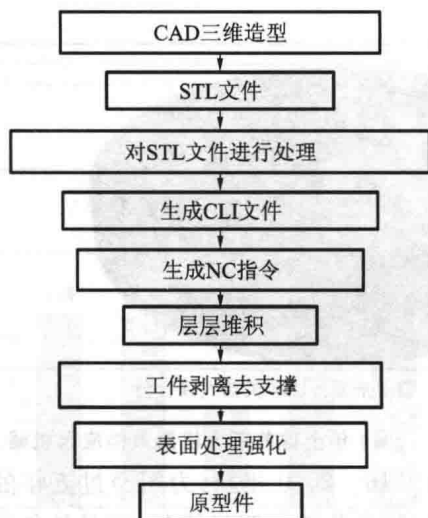 CAD三维造型
STL文件
对STL文件进行处理
生成CLI文件
生成NC指令
层层堆积
工件剥离去支撑
表面处理强化
原型件